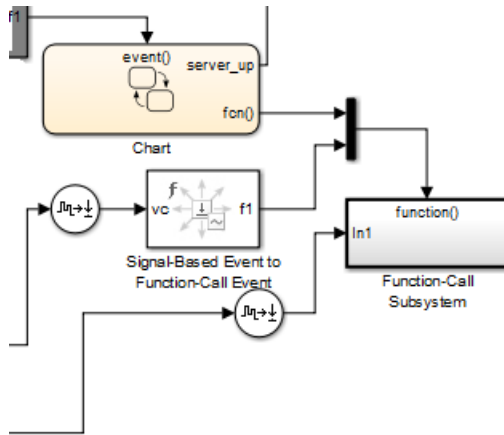 f1
event()
server_up
fcn()
Chart
vc
f1
Signal-Based Event to
Function-Call Event
function()
In1
Function-Call
Subsystem